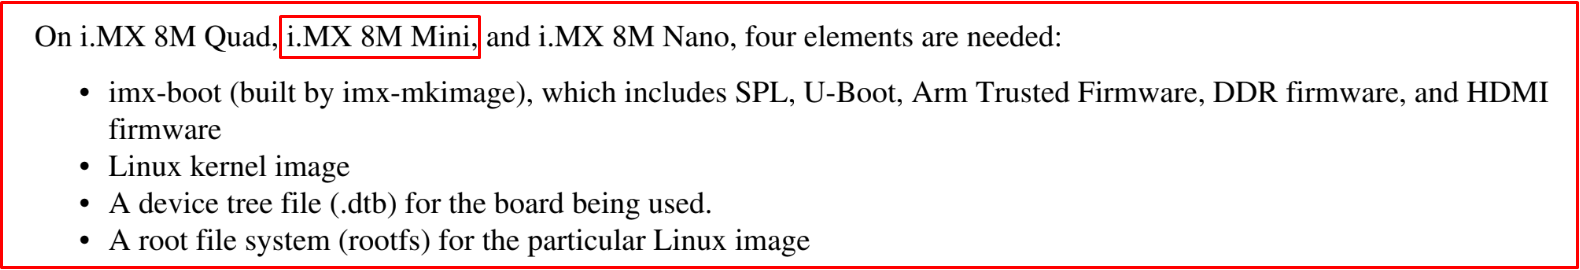 On i.MX 8M Quad, i.MX 8M Mini, and i.MX 8M Nano, four elements are needed:
• imx-boot (built by imx-mkimage), which includes SPL, U-Boot, Arm Trusted Firmware, DDR firmware, and HDMI
firmware
• Linux kernel image
• A device tree file (.dtb) for the board being used.
• A root file system (rootfs) for the particular Linux image